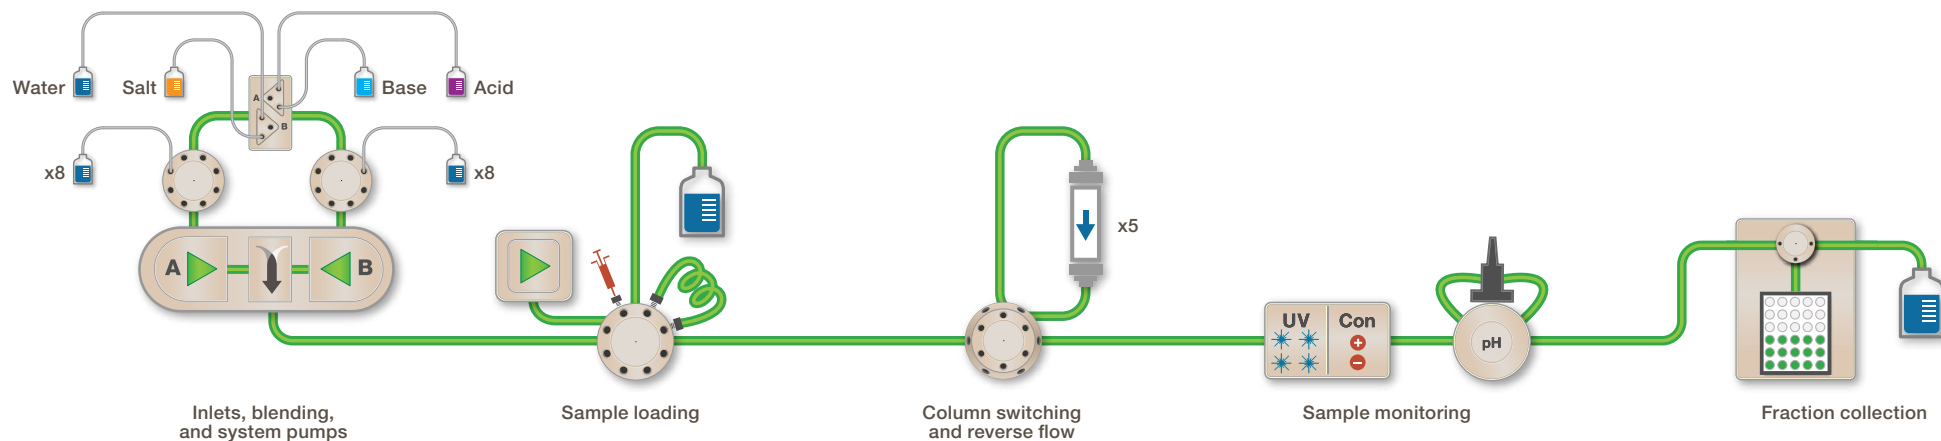 Water
Salt
Base
Acid
A
B
x8
x8
A
B
x5
UV
Con
pH
Inlets, blending,
and system pumps
Sample loading
Column switching
and reverse flow
Sample monitoring
Fraction collection